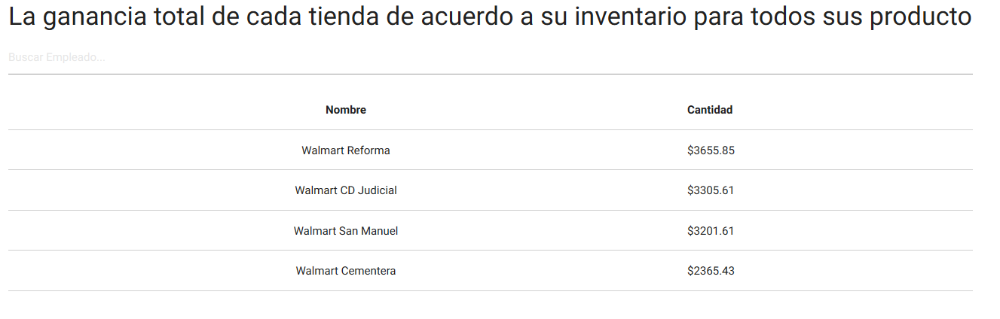 La ganancia total de cada tienda de acuerdo a su inventario para todos sus producto
Buscar Empleado...
Nombre Cantidad
Walmart Reforma $3655.85
Walmart CD Judicial $3305.61
Walmart San Manuel $3201.61
Walmart Cementera $2365.43